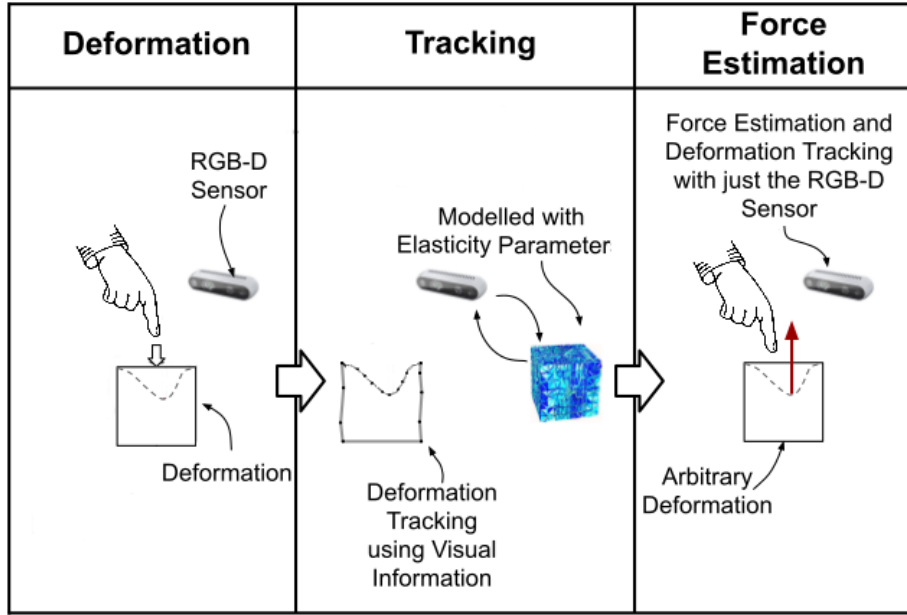 Deformation
Tracking
Force
Estimation
RGB-D
Sensor
Deformation
Modelled with
Elasticity Parameter
Deformation
Tracking
using Visual
Information
Force Estimation and
Deformation Tracking
with just the RGB-D
Sensor
Arbitrary
Deformation